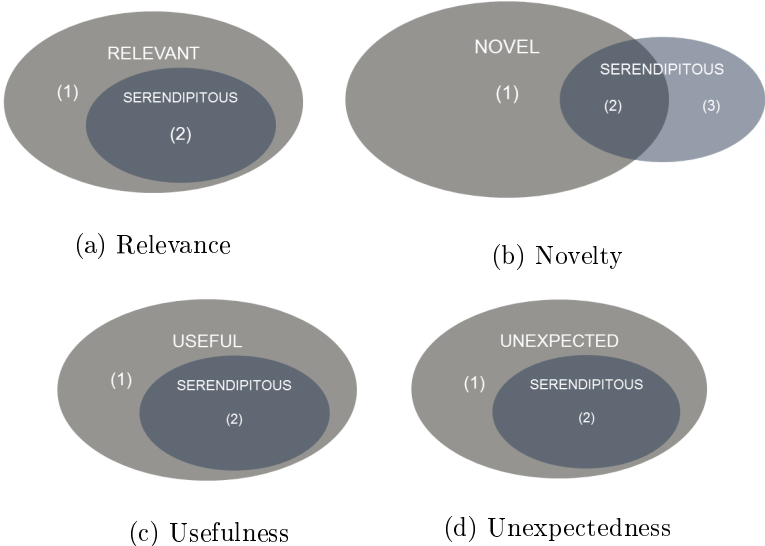 RELEVANT
(1)
SERENDIPITOUS
(2)
(a) Relevance
NOVEL
(1)
SERENDIPITOUS
(2)
(3)
(b) Novelty
USEFUL
(1)
SERENDIPITOUS
(2)
(c) Usefulness
UNEXPECTED
(1)
SERENDIPITOUS
(2)
(d) Unexpectedness